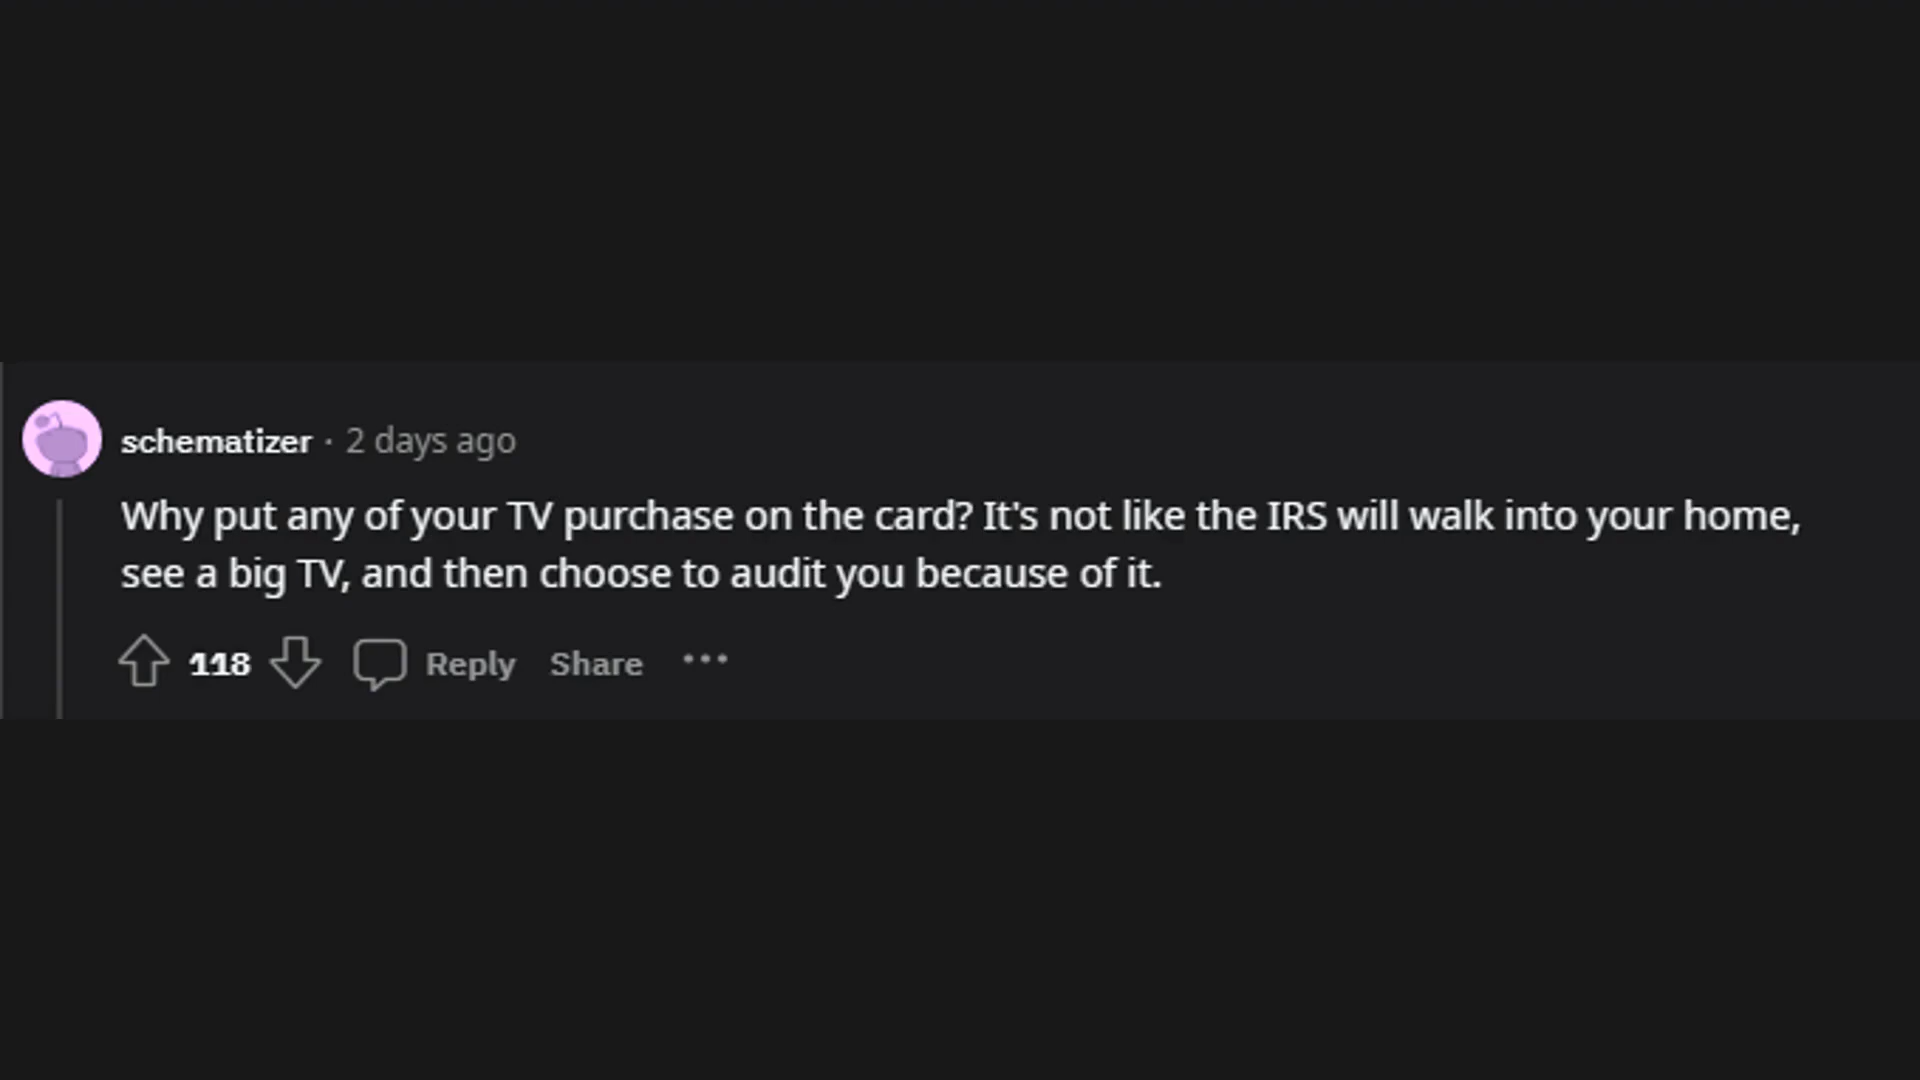 schematizer · 2 days ago
Why put any of your TV purchase on the card? It's not like the IRS will walk into your home,
see a big TV, and then choose to audit you because of it.
118 Reply Share ...